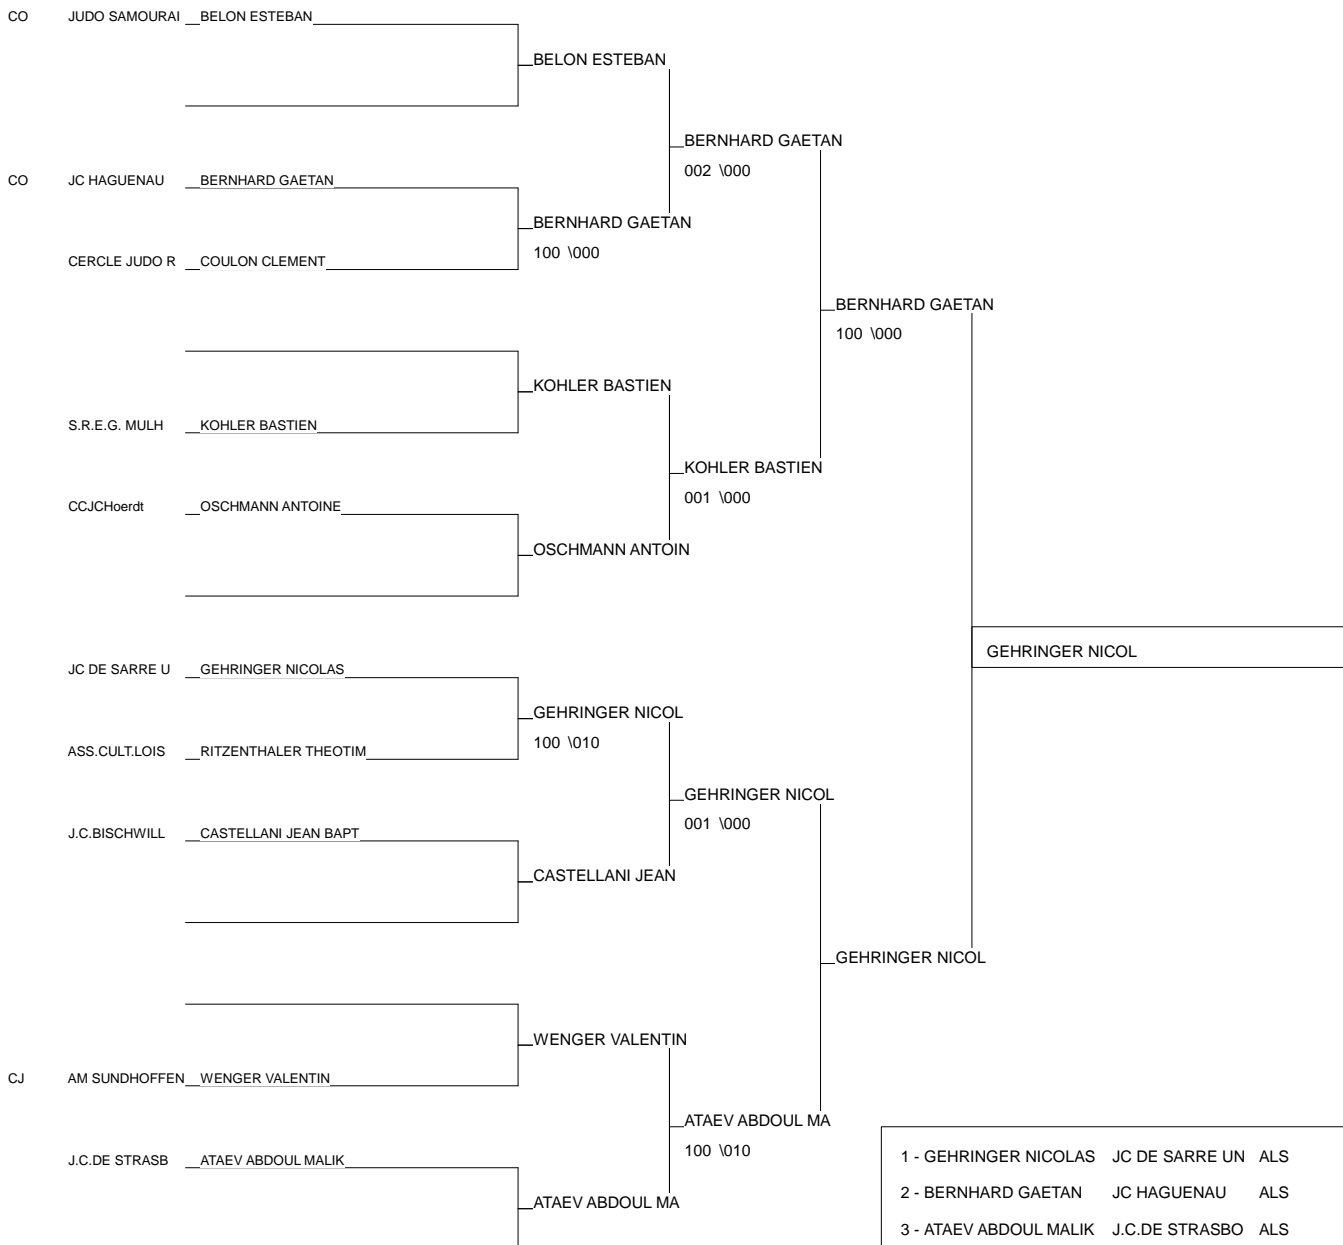 CO JUDO SAMOURAI BELON ESTEBAN
BELON ESTEBAN
BERNHARD GAETAN
002 \000
CO JC HAGUENAU BERNHARD GAETAN
BERNHARD GAETAN
100 \000
CERCLE JUDO R COULON CLEMENT
BERNHARD GAETAN
100 \000
KOHLER BASTIEN
S.R.E.G. MULH KOHLER BASTIEN
KOHLER BASTIEN
001 \000
CCJCHoerdt OSCHMANN ANTOINE
OSCHMANN ANTOIN
GEHRINGER NICOL
JC DE SARRE U GEHRINGER NICOLAS
GEHRINGER NICOL
100 \010
ASS.CULT.LOIS RITZENTHALER THEOTIM
GEHRINGER NICOL
001 \000
J.C.BISCHWILL CASTELLANI JEAN BAPT
CASTELLANI JEAN
GEHRINGER NICOL
WENGER VALENTIN
CJ AM SUNDHOFFEN WENGER VALENTIN
ATAEV ABDOUL MA
100 \010
J.C.DE STRASB ATAEV ABDOUL MALIK
ATAEV ABDOUL MA
1 - GEHRINGER NICOLAS JC DE SARRE UN ALS
2 - BERNHARD GAETAN JC HAGUENAU ALS
3 - ATAEV ABDOUL MALIK J.C.DE STRASBO ALS